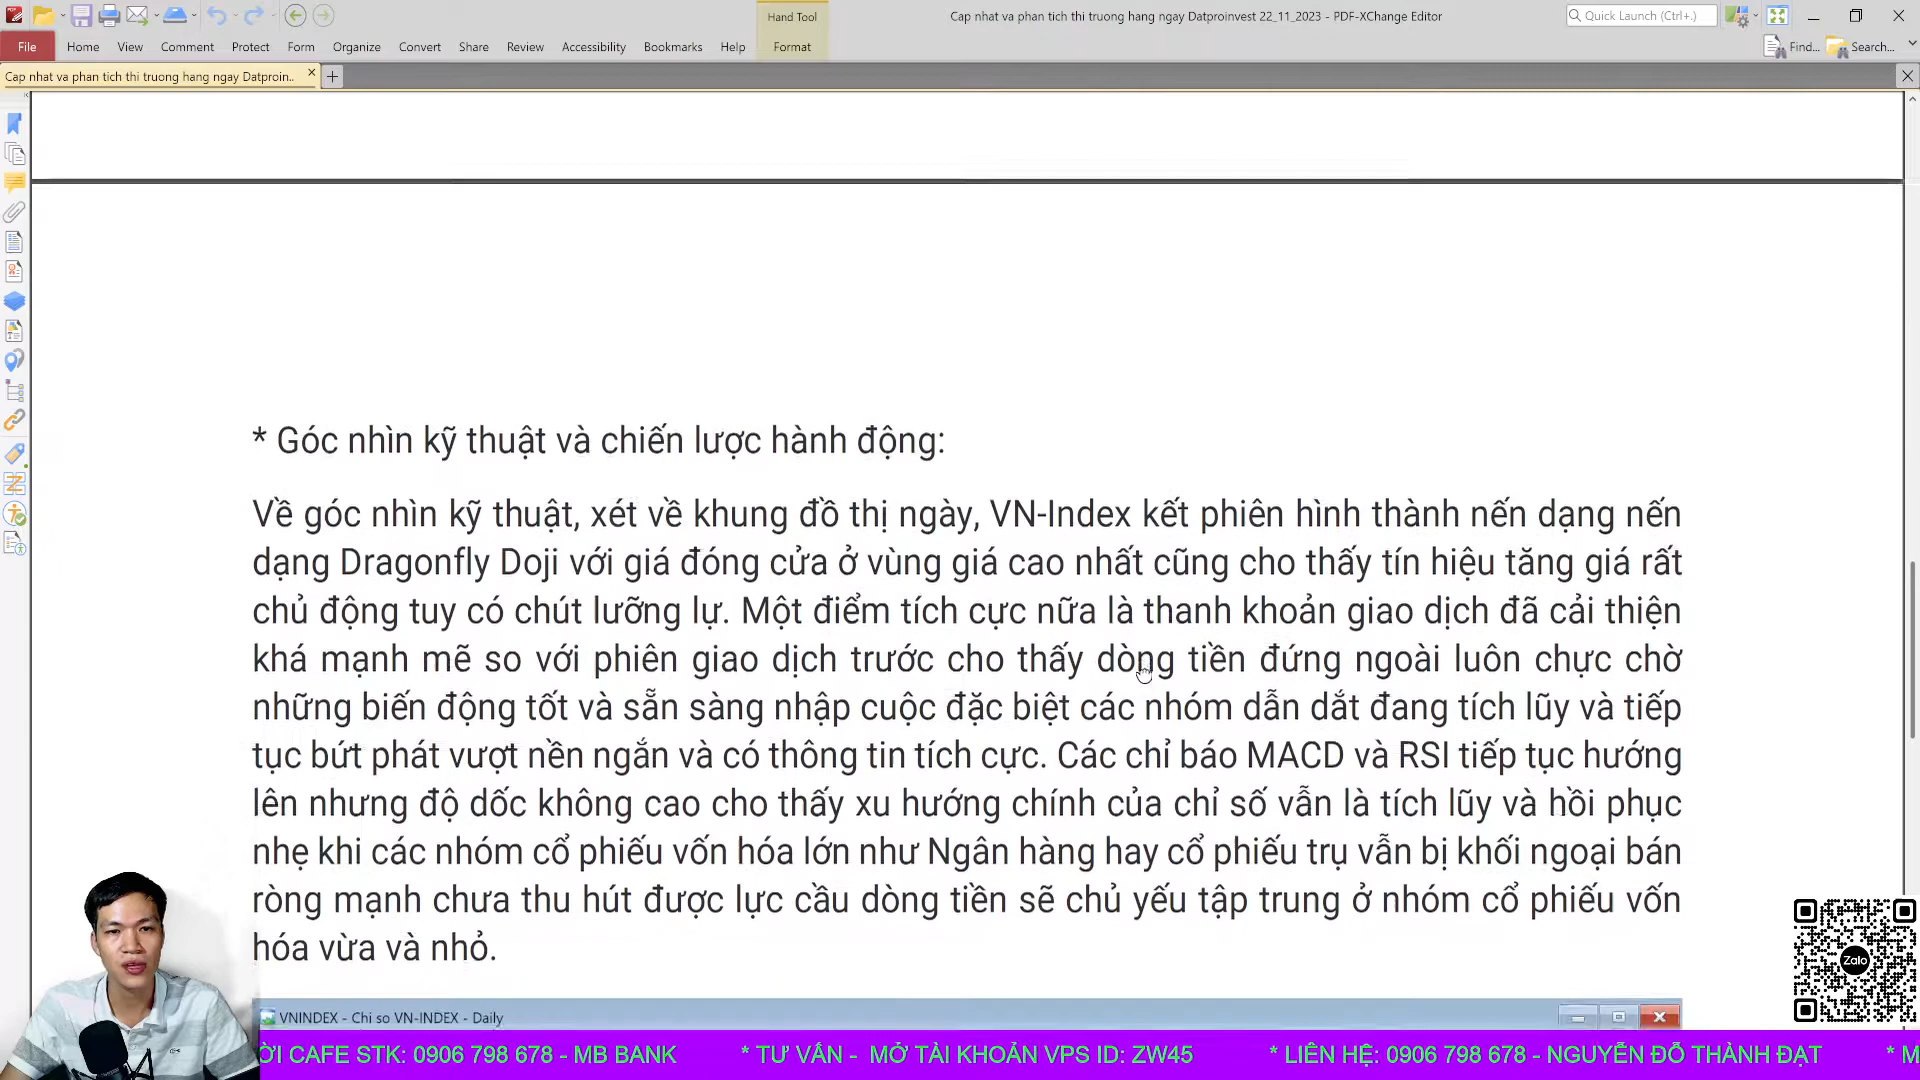 Hand Tool
Cap nhat va phan tich thi truong hang ngay Datproinvest 22_11_2023 - PDF-XChange Editor
Quick Launch (Ctrl+.)
File Home View Comment Protect Form Organize Convert Share Review Accessibility Bookmarks Help Format
Find... Search...
Cap nhat va phan tich thi truong hang ngay Datproin..
* Góc nhìn kỹ thuật và chiến lược hành động:
Về góc nhìn kỹ thuật, xét về khung đồ thị ngày, VN-Index kết phiên hình thành nến dạng nến
dạng Dragonfly Doji với giá đóng cửa ở vùng giá cao nhất cũng cho thấy tín hiệu tăng giá rất
chủ động tuy có chút lưỡng lự. Một điểm tích cực nữa là thanh khoản giao dịch đã cải thiện
khá mạnh mẽ so với phiên giao dịch trước cho thấy dòng tiền đứng ngoài luôn chực chờ
những biến động tốt và sẵn sàng nhập cuộc đặc biệt các nhóm dẫn dắt đang tích lũy và tiếp
tục bứt phát vượt nền ngắn và có thông tin tích cực. Các chỉ báo MACD và RSI tiếp tục hướng
lên nhưng độ dốc không cao cho thấy xu hướng chính của chỉ số vẫn là tích lũy và hồi phục
nhẹ khi các nhóm cổ phiếu vốn hóa lớn như Ngân hàng hay cổ phiếu trụ vẫn bị khối ngoại bán
ròng mạnh chưa thu hút được lực cầu dòng tiền sẽ chủ yếu tập trung ở nhóm cổ phiếu vốn
hóa vừa và nhỏ.
Zalo
VNINDEX - Chi so VN-INDEX - Daily
ỜI CAFE STK: 0906 798 678 - MB BANK * TƯ VẤN - MỞ TÀI KHOẢN VPS ID: ZW45 * LIÊN HỆ: 0906 798 678 - NGUYỄN ĐỖ THÀNH ĐẠT * M